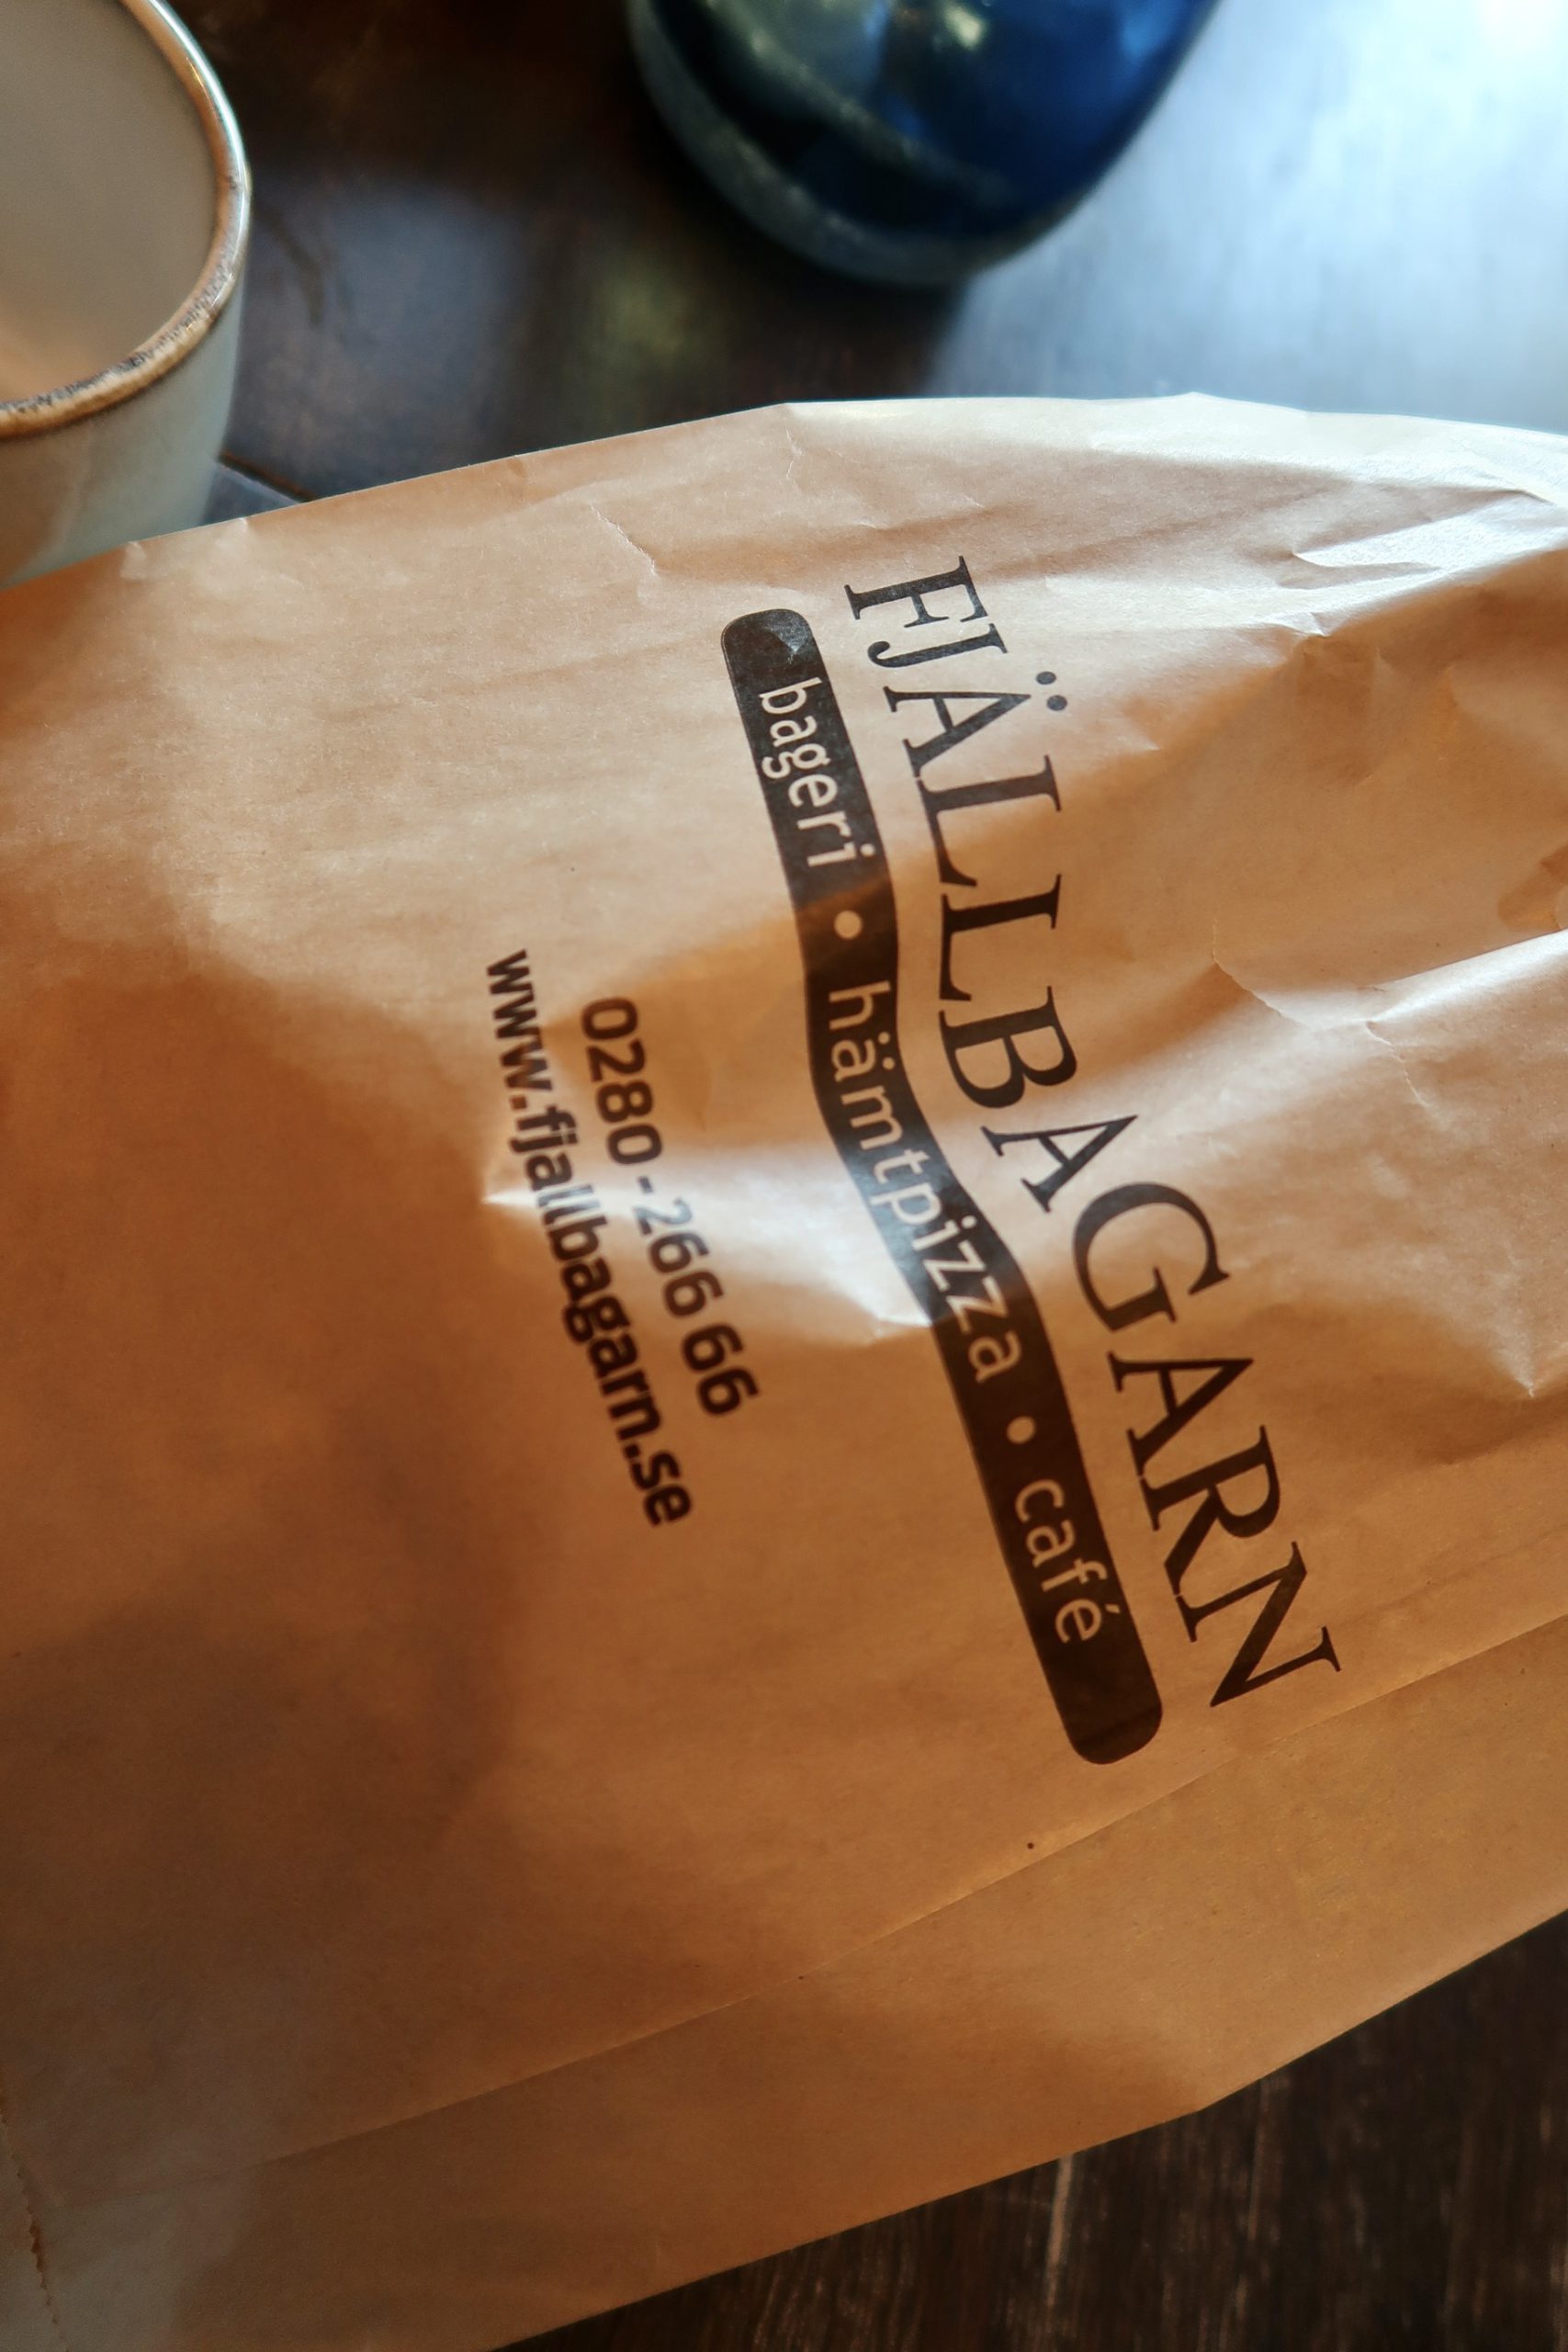 FJÄLLBAGARN
bageri • hämtpizza • café
0280 - 266 66
www.fjallbagarn.se